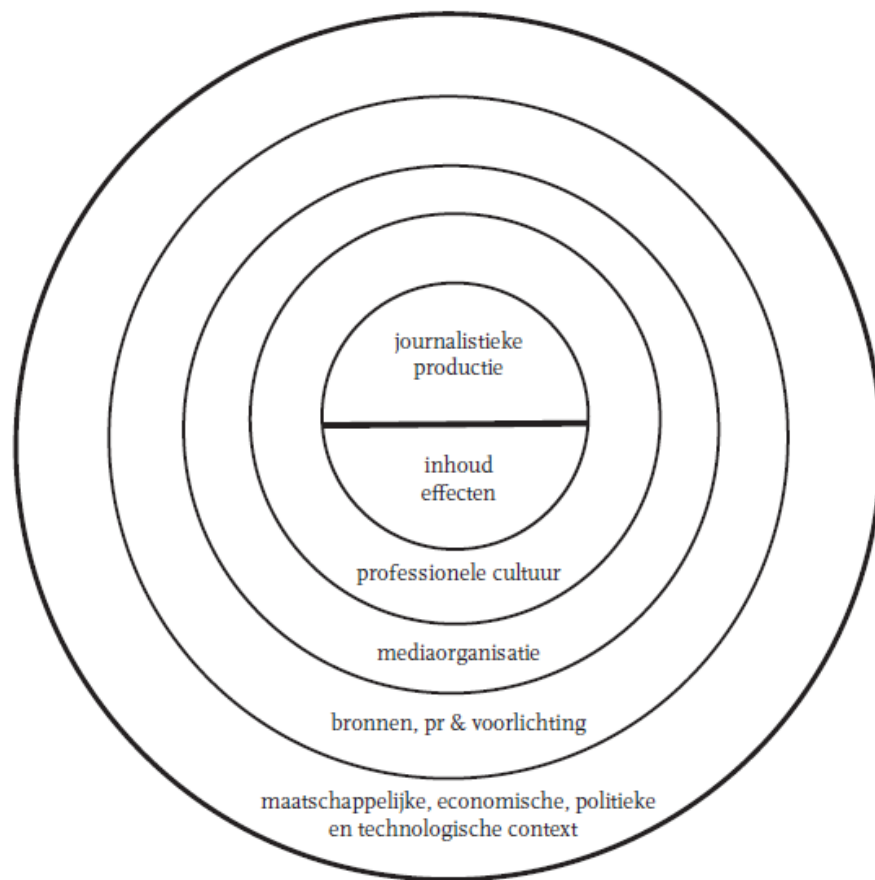 journalistieke
productie
inhoud
effecten
professionele cultuur
mediaorganisatie
bronnen, pr & voorlichting
maatschappelijke, economische, politieke
en technologische context